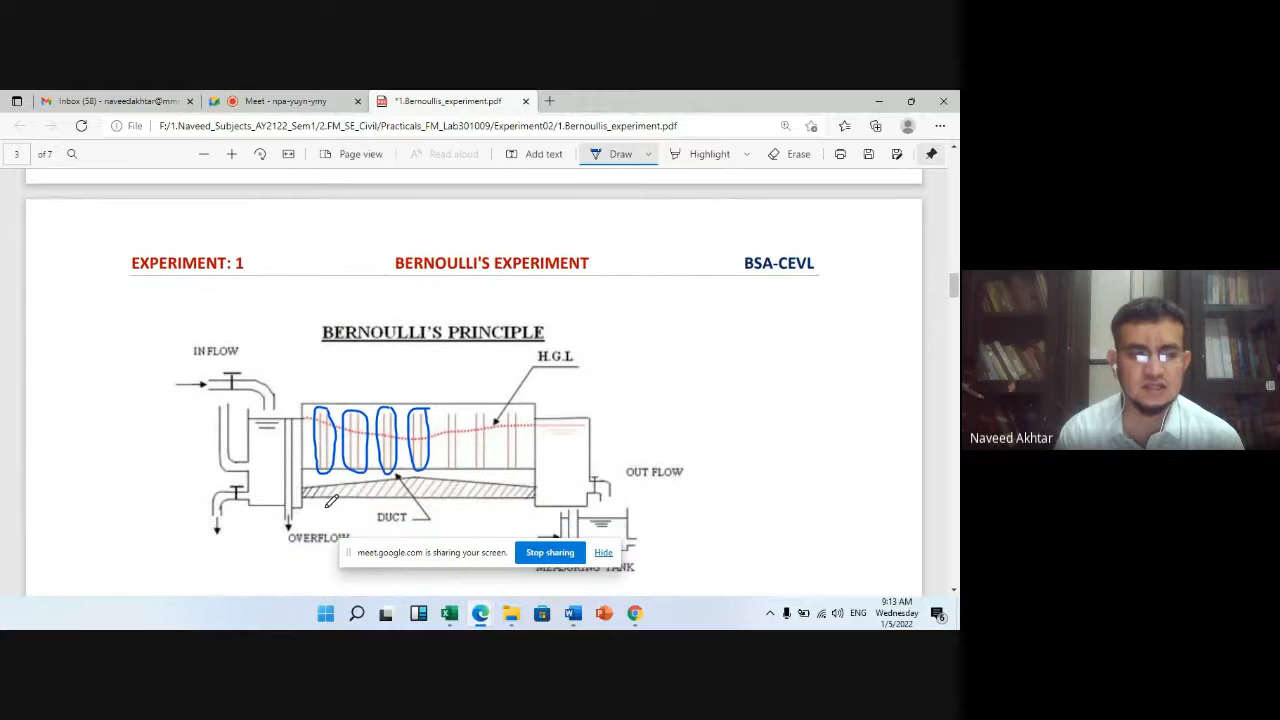 Inbox (58) - naveedakhtar@mm
Meet - npa-yuyn-ymy
*1.Bernoullis_experiment.pdf
File
F:/1.Naveed_Subjects_AY2122_Sem1/2.FM_SE_Civil/Practicals_FM_Lab301009/Experiment02/1.Bernoullis_experiment.pdf
3 of 7
Page view
Read aloud
Add text
Draw
Highlight
Erase
EXPERIMENT: 1 BERNOULLI'S EXPERIMENT BSA-CEVL
BERNOULLI'S PRINCIPLE
INFLOW
H.G.L
OUT FLOW
DUCT
OVERFLOW
meet.google.com is sharing your screen. Stop sharing Hide
MEASURING TANK
Naveed Akhtar
ENG
9:13 AM
Wednesday
1/5/2022
6